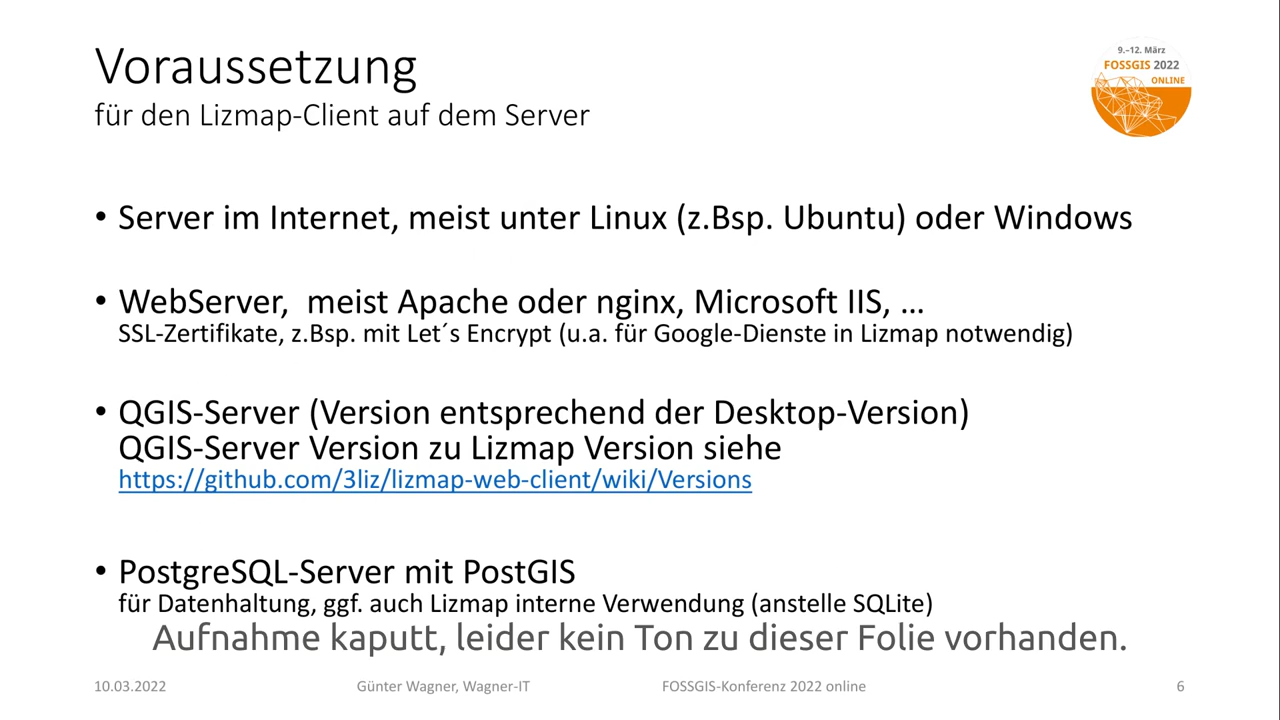 Voraussetzung
für den Lizmap-Client auf dem Server
9.–12. März
FOSSGIS 2022
ONLINE
• Server im Internet, meist unter Linux (z.Bsp. Ubuntu) oder Windows
• WebServer,  meist Apache oder nginx, Microsoft IIS, …
SSL-Zertifikate, z.Bsp. mit Let´s Encrypt (u.a. für Google-Dienste in Lizmap notwendig)
• QGIS-Server (Version entsprechend der Desktop-Version)
QGIS-Server Version zu Lizmap Version siehe
https://github.com/3liz/lizmap-web-client/wiki/Versions
• PostgreSQL-Server mit PostGIS
für Datenhaltung, ggf. auch Lizmap interne Verwendung (anstelle SQLite)
Aufnahme kaputt, leider kein Ton zu dieser Folie vorhanden.
10.03.2022 Günter Wagner, Wagner-IT FOSSGIS-Konferenz 2022 online 6